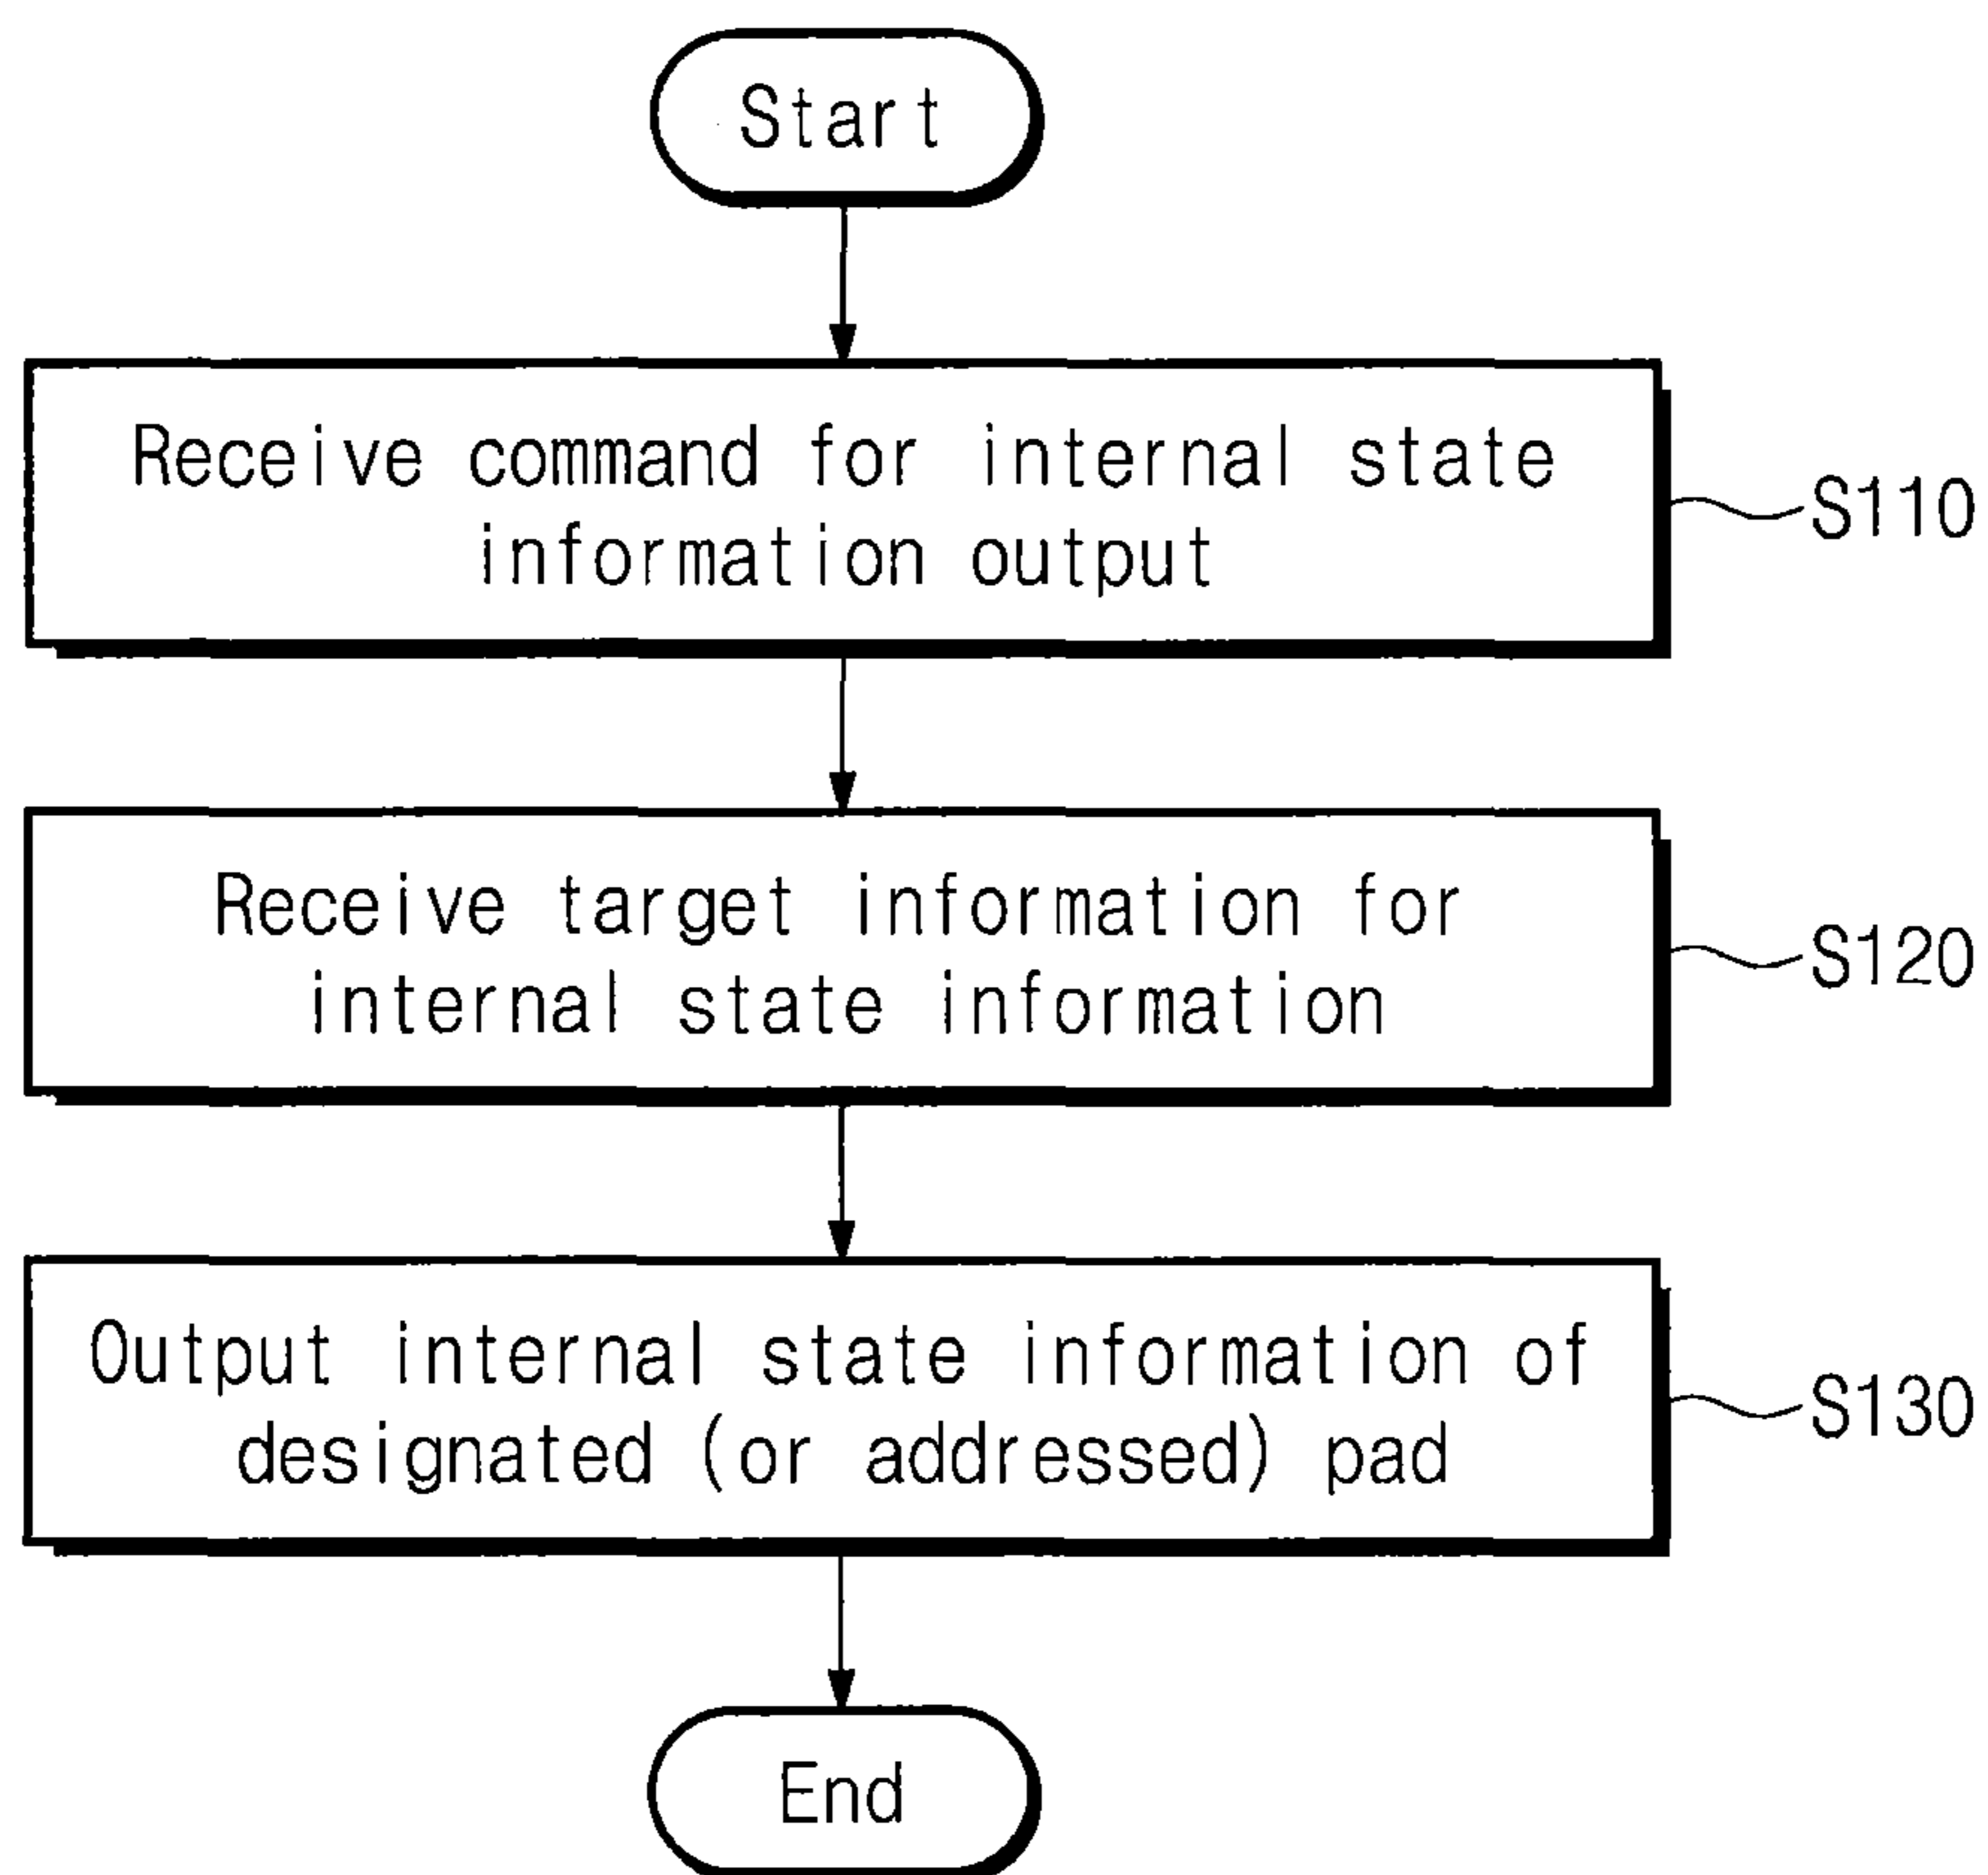 Start
Receive command for internal state
information output
S110
Receive target information for
internal state information
S120
Output internal state information of
designated (or addressed) pad
S130
End